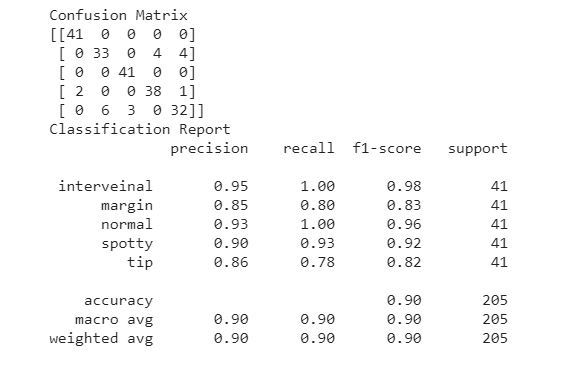 Confusion Matrix
[[41 0 0 0 0]
[ 0 33 0 4 4]
[ 0 0 41 0 0]
[ 2 0 0 38 1]
[ 0 6 3 0 32]]
Classification Report
precision recall f1-score support
interveinal 0.95 1.00 0.98 41
margin 0.85 0.80 0.83 41
normal 0.93 1.00 0.96 41
spotty 0.90 0.93 0.92 41
tip 0.86 0.78 0.82 41
accuracy 0.90 205
macro avg 0.90 0.90 0.90 205
weighted avg 0.90 0.90 0.90 205